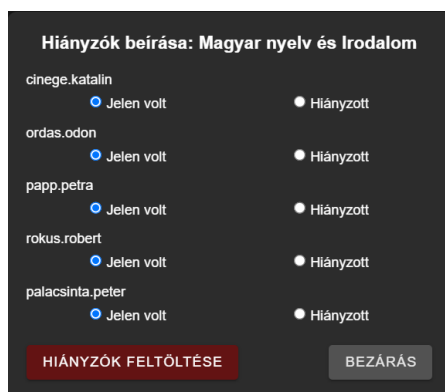 Hiányzók beírása: Magyar nyelv és Irodalom
cinege.katalin
Jelen volt Hiányzott
ordas.odon
Jelen volt Hiányzott
papp.petra
Jelen volt Hiányzott
rokus.robert
Jelen volt Hiányzott
palacsinta.peter
Jelen volt Hiányzott
HIÁNYZÓK FELTÖLTÉSE BEZÁRÁS